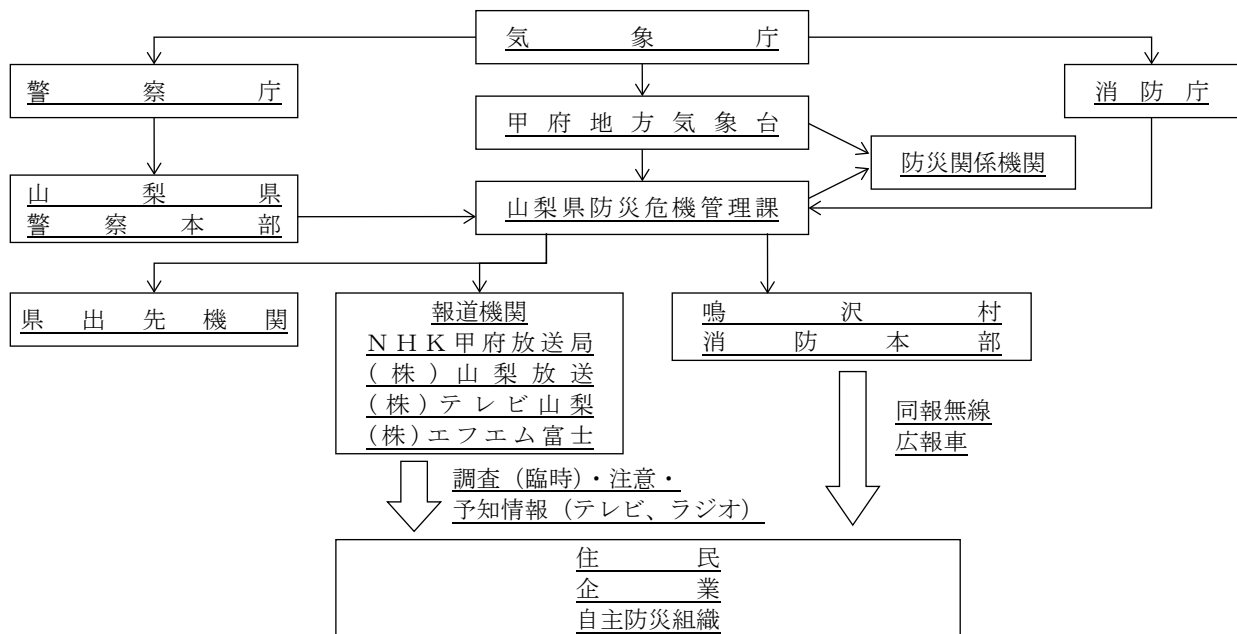 気象庁
警察庁
消防庁
甲府地方気象台
防災関係機関
山梨県
警察本部
山梨県防災危機管理課
県出先機関
報道機関
ＮＨＫ甲府放送局
(株)山梨放送
(株)テレビ山梨
(株)エフエム富士
鳴沢村
消防本部
同報無線
広報車
調査（臨時）・注意・
予知情報（テレビ、ラジオ）
住民
企業
自主防災組織